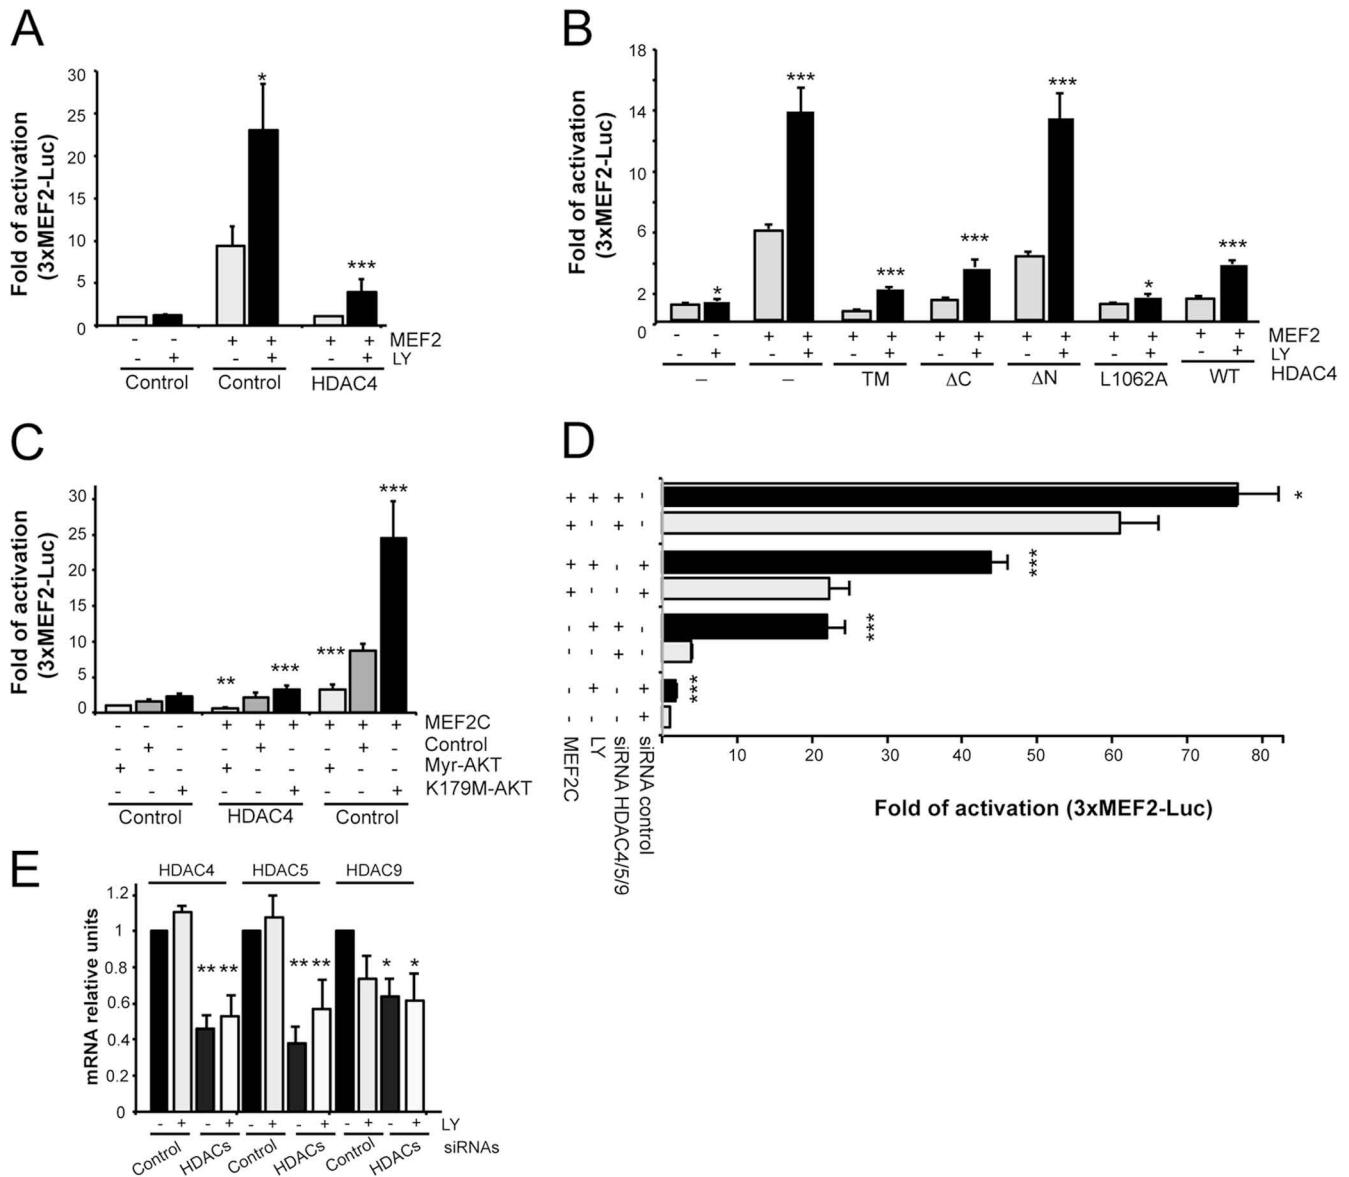 A
Fold of activation
(3xMEF2-Luc)
30
25
20
15
10
5
0
*
***
- - + + + + MEF2
- + - + - + LY
Control Control HDAC4
B
Fold of activation
(3xMEF2-Luc)
18
14
10
6
2
0
* *** *** *** *** * ***
- - + + + + + + + + + + + + MEF2
- + - + - + - + - + - + - + LY
– – TM ΔC ΔN L1062A WT HDAC4
C
Fold of activation
(3xMEF2-Luc)
30
25
20
15
10
5
0
** *** *** ***
- - - + + + + + + MEF2C
- + - - + - - + - Control
+ - - + - - + - - Myr-AKT
- - + - - + - - + K179M-AKT
Control HDAC4 Control
D
+ + + - *
+ - + -
+ + - + ***
+ - - +
- + + - ***
- - + -
- + - + ***
- - - +
10 20 30 40 50 60 70 80
MEF2C
LY
siRNA HDAC4/5/9
siRNA control
Fold of activation (3xMEF2-Luc)
E
HDAC4 HDAC5 HDAC9
mRNA relative units
1.2
1
0.8
0.6
0.4
0.2
0
** ** ** ** * *
- + - + - + - + - + - + LY
Control HDACs Control HDACs Control HDACs siRNAs